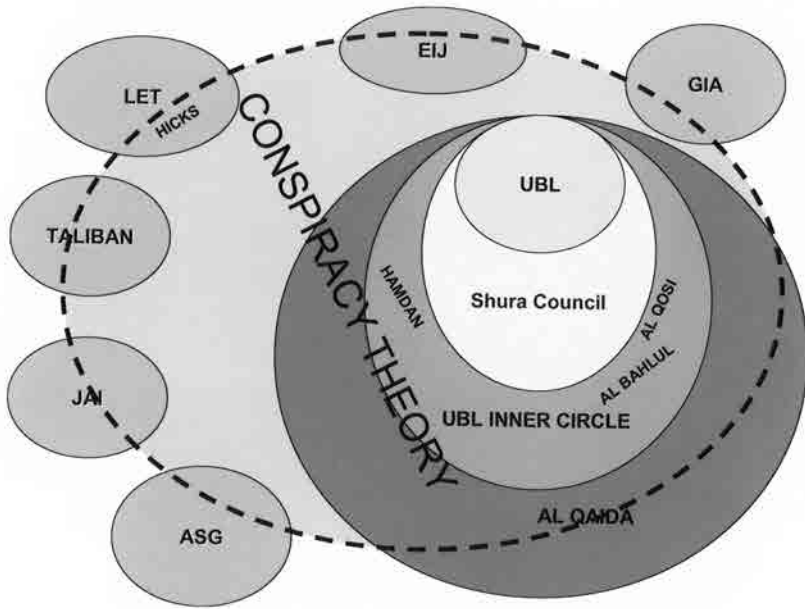 EIJ
GIA
LET
HICKS
CONSPIRACY THEORY
UBL
TALIBAN
HAMDAN
Shura Council
AL QOSI
AL BAHLUL
JAI
UBL INNER CIRCLE
AL QAIDA
ASG